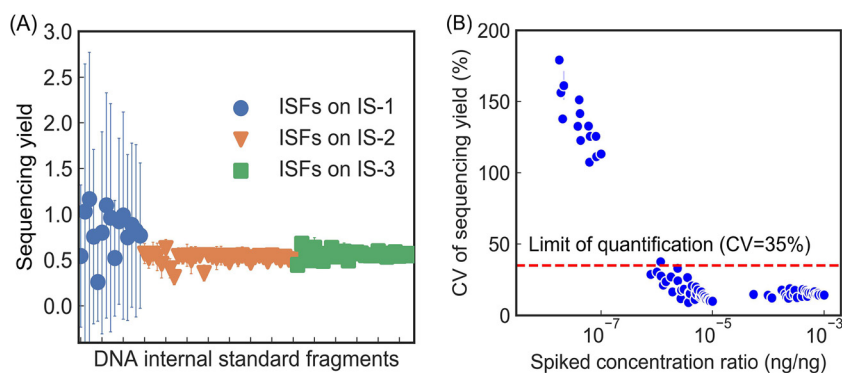 (A)
3.0
2.5
2.0
1.5
1.0
0.5
0.0
Sequencing yield
ISFs on IS-1
ISFs on IS-2
ISFs on IS-3
DNA internal standard fragments
(B)
200
150
100
50
0
CV of sequencing yield (%)
Limit of quantification (CV=35%)
10⁻⁷
10⁻⁵
10⁻³
Spiked concentration ratio (ng/ng)